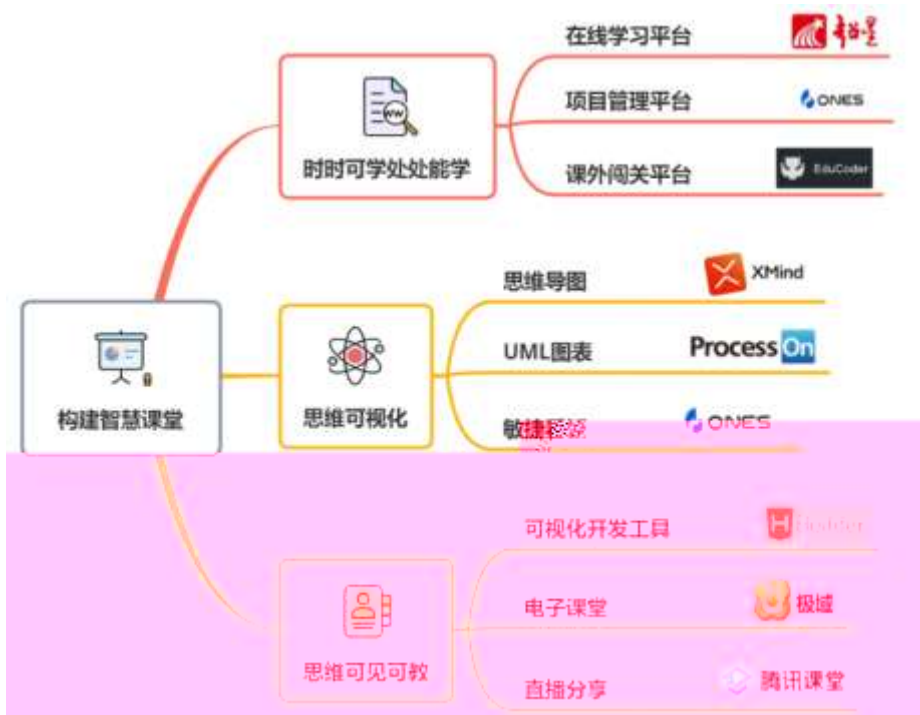 在线学习平台
项目管理平台
ONES
时时可学处处能学
课外闯关平台
EduCoder
思维导图
XMind
UML图表
ProcessOn
构建智慧课堂
思维可视化
敏捷
ONES
可视化开发工具
电子课堂
极域
思维可见可教
直播分享
腾讯课堂